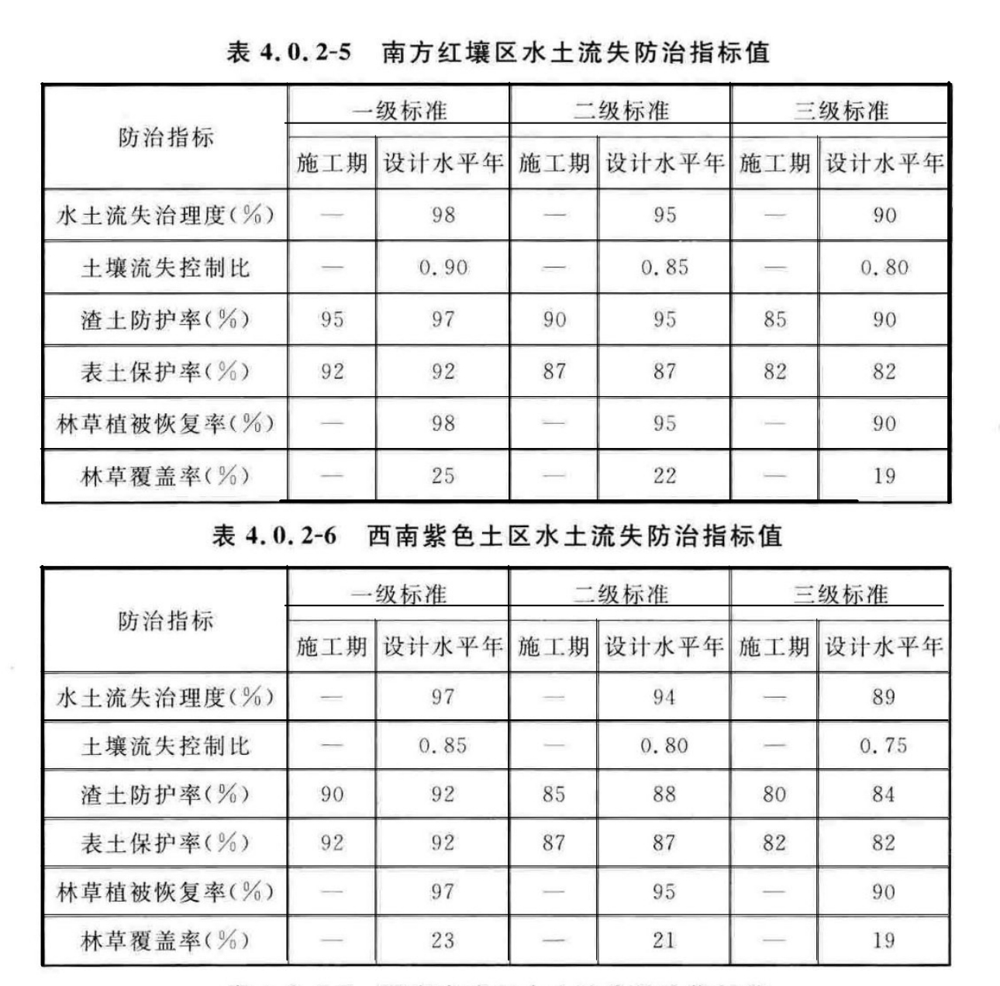 表 4.0.2-5 南方红壤区水土流失防治指标值
防治指标 一级标准 二级标准 三级标准
施工期 设计水平年 施工期 设计水平年 施工期 设计水平年
水土流失治理度(%) — 98 — 95 — 90
土壤流失控制比 — 0.90 — 0.85 — 0.80
渣土防护率(%) 95 97 90 95 85 90
表土保护率(%) 92 92 87 87 82 82
林草植被恢复率(%) — 98 — 95 — 90
林草覆盖率(%) — 25 — 22 — 19
表 4.0.2-6 西南紫色土区水土流失防治指标值
防治指标 一级标准 二级标准 三级标准
施工期 设计水平年 施工期 设计水平年 施工期 设计水平年
水土流失治理度(%) — 97 — 94 — 89
土壤流失控制比 — 0.85 — 0.80 — 0.75
渣土防护率(%) 90 92 85 88 80 84
表土保护率(%) 92 92 87 87 82 82
林草植被恢复率(%) — 97 — 95 — 90
林草覆盖率(%) — 23 — 21 — 19